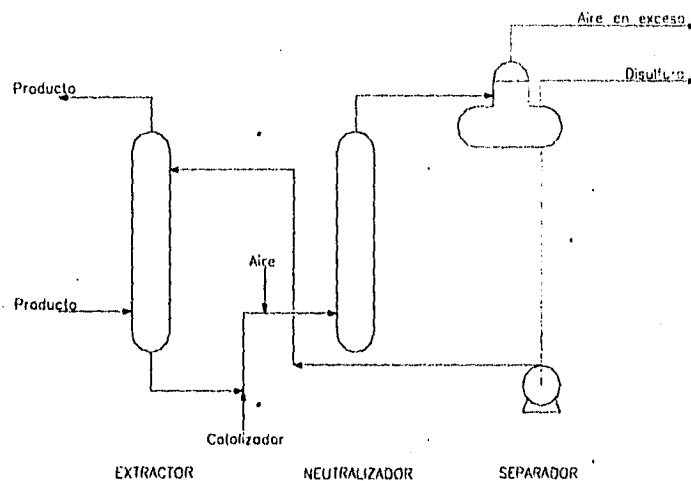 Aire en exceso
Disulfuro
Producto
Aire
Producto
Catalizador
EXTRACTOR NEUTRALIZADOR SEPARADOR